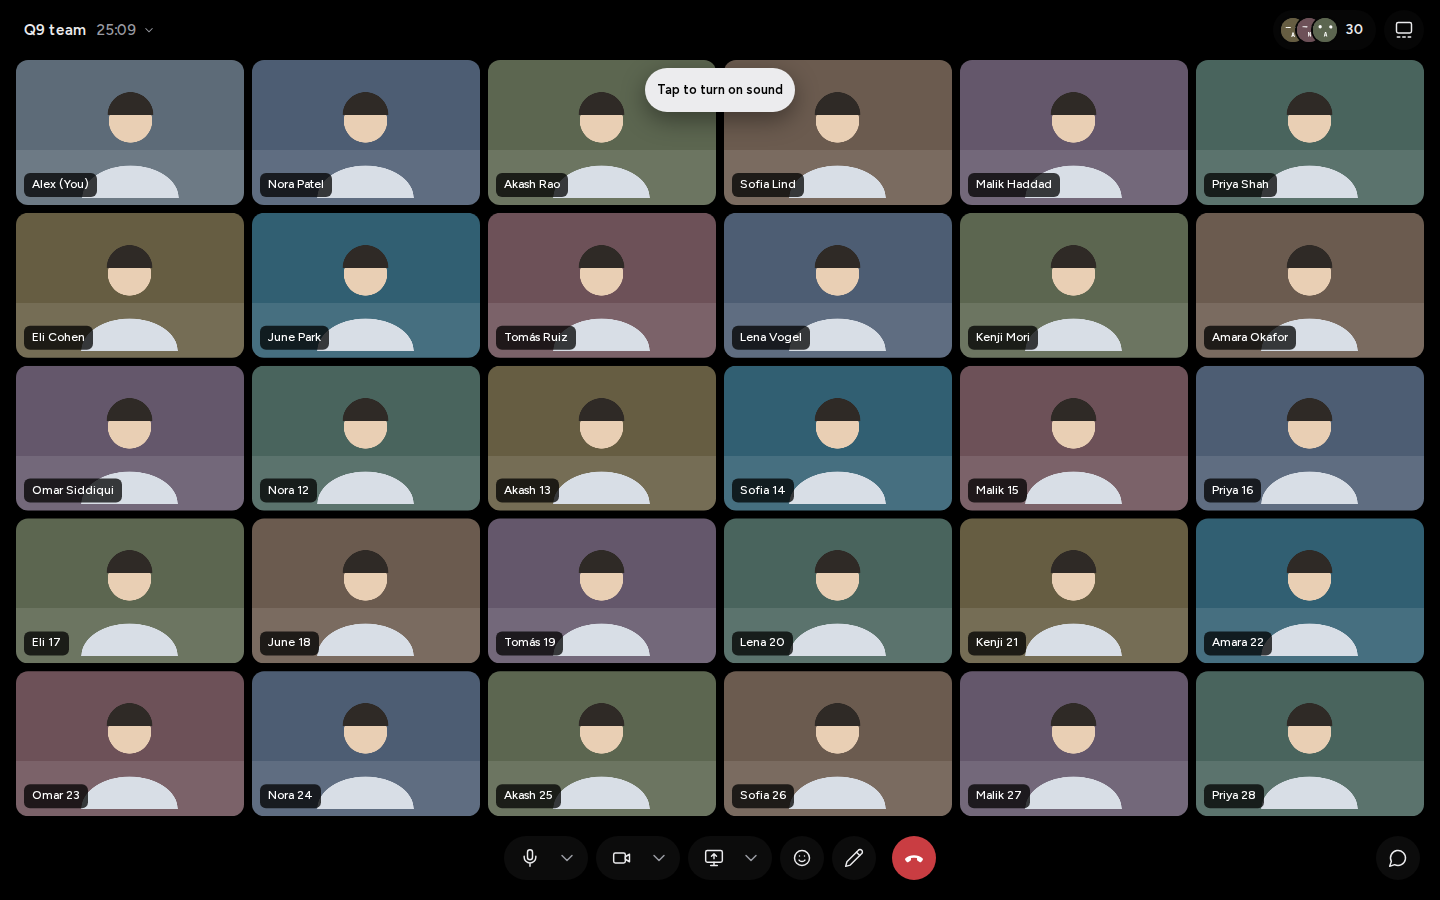 Q9 team 25:09
30
Tap to turn on sound
Alex (You)
Nora Patel
Akash Rao
Sofia Lind
Malik Haddad
Priya Shah
Eli Cohen
June Park
Tomás Ruiz
Lena Vogel
Kenji Mori
Amara Okafor
Omar Siddiqui
Nora 12
Akash 13
Sofia 14
Malik 15
Priya 16
Eli 17
June 18
Tomás 19
Lena 20
Kenji 21
Amara 22
Omar 23
Nora 24
Akash 25
Sofia 26
Malik 27
Priya 28